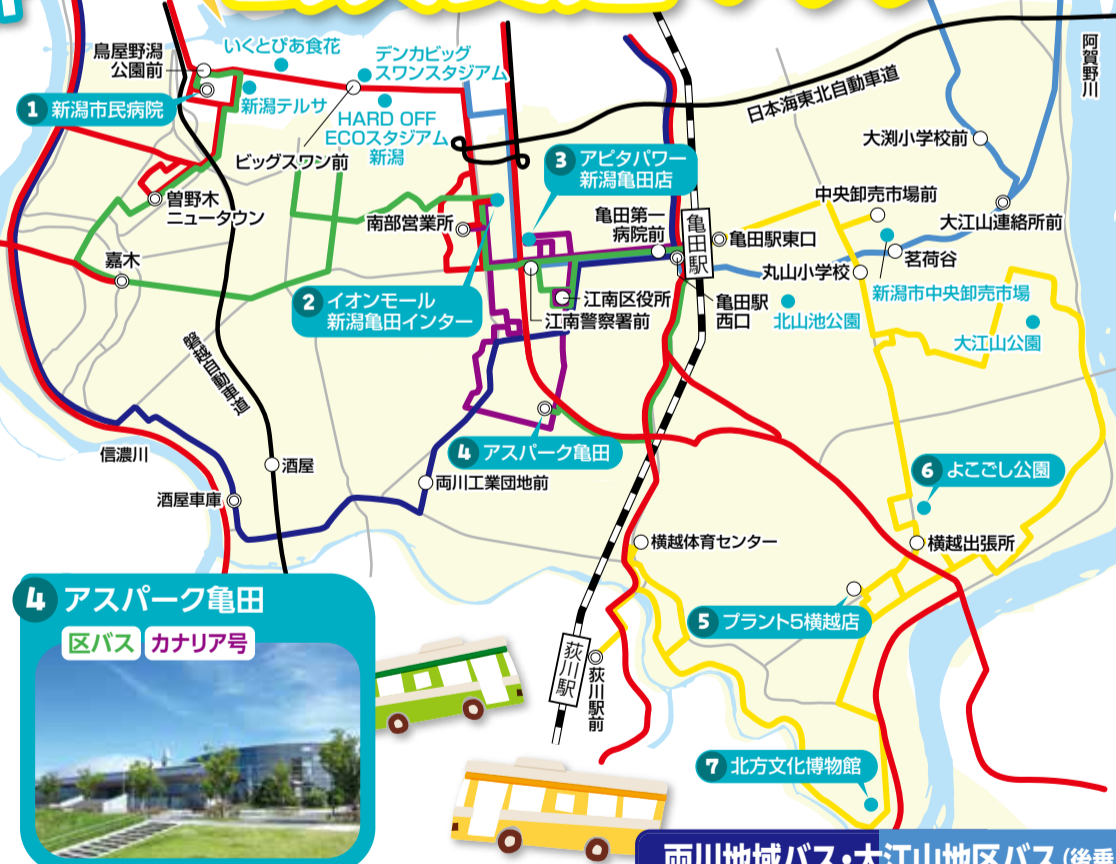 鳥屋野潟
公園前
いくとぴあ食花
デンカビッグ
スワンスタジアム
1 新潟市民病院
新潟テルサ
HARD OFF
ECOスタジアム
新潟
ビッグスワン前
日本海東北自動車道
阿賀野川
大渕小学校前
3 アピタパワー
新潟亀田店
曽野木
ニュータウン
南部営業所
亀田第一
病院前
亀田駅
亀田駅東口
中央卸売市場前
大江山連絡所前
茗荷谷
丸山小学校
嘉木
2 イオンモール
新潟亀田インター
江南区役所
江南警察署前
亀田駅
西口
北山池公園
新潟市中央卸売市場
大江山公園
磐越自動車道
4 アスパーク亀田
信濃川
酒屋
酒屋車庫
両川工業団地前
6 よこごし公園
横越体育センター
横越出張所
5 プラント5横越店
荻川駅
荻川駅前
7 北方文化博物館
4 アスパーク亀田
区バス カナリア号
両川地域バス・大江山地区バス(後乗